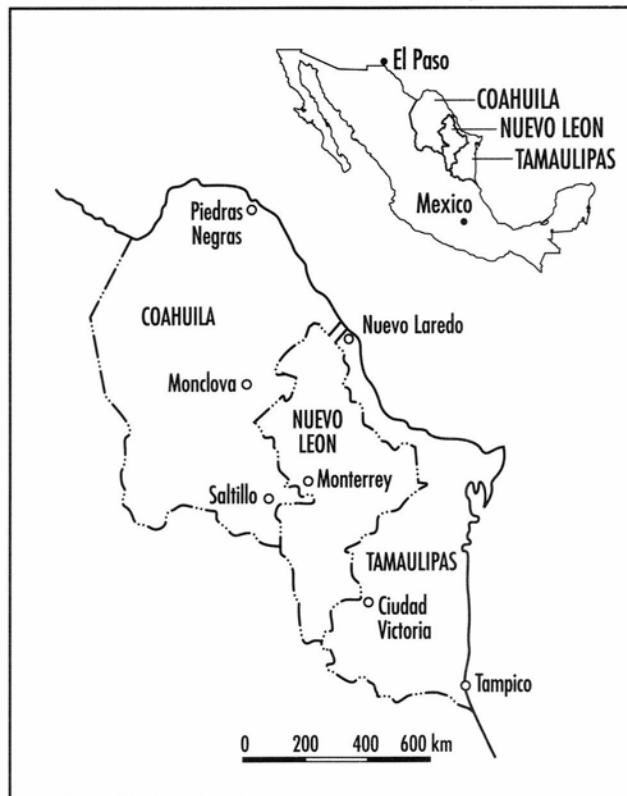 El Paso
COAHUILA
NUEVO LEON
TAMAULIPAS
Mexico
Piedras
Negras
COAHUILA
Nuevo Laredo
Monclova
NUEVO
LEON
Monterrey
Saltillo
TAMAULIPAS
Ciudad
Victoria
Tampico
0 200 400 600 km